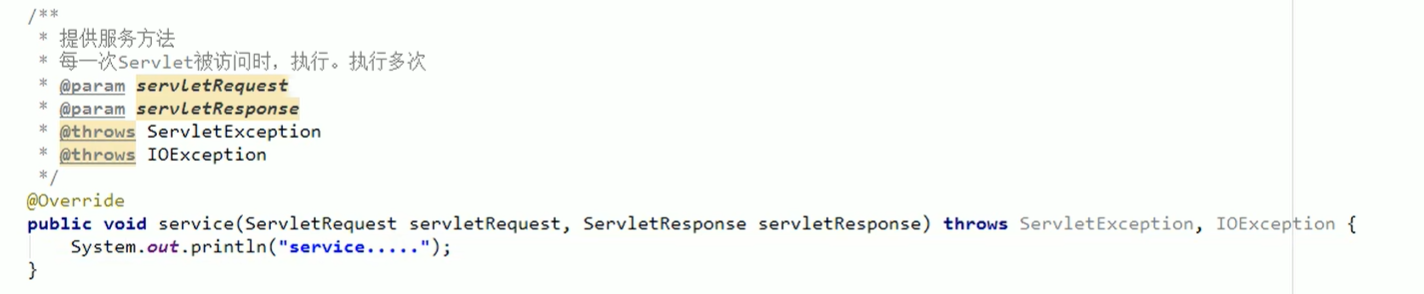 /**
 * 提供服务方法
 * 每一次Servlet被访问时，执行。执行多次
 * @param servletRequest
 * @param servletResponse
 * @throws ServletException
 * @throws IOException
 */
@Override
public void service(ServletRequest servletRequest, ServletResponse servletResponse) throws ServletException, IOException {
    System.out.println("service.....");
}